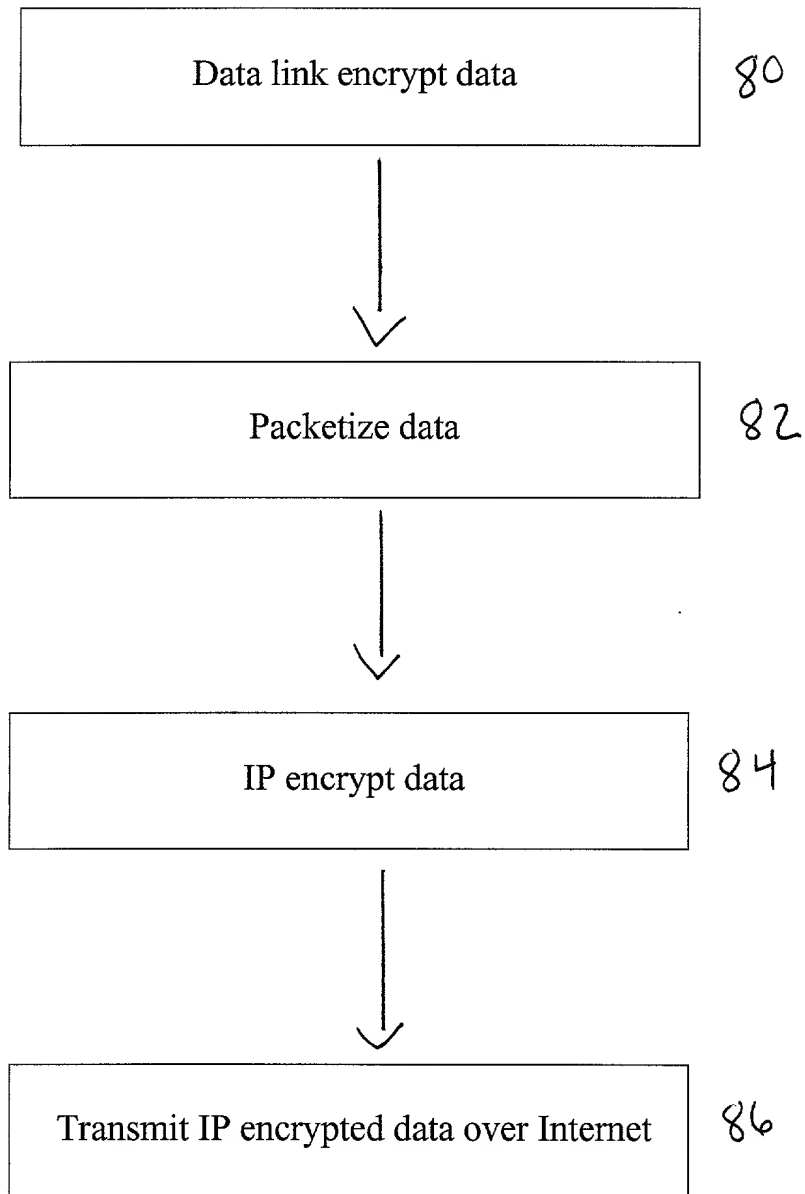 Data link encrypt data 80
Packetize data 82
IP encrypt data 84
Transmit IP encrypted data over Internet 86